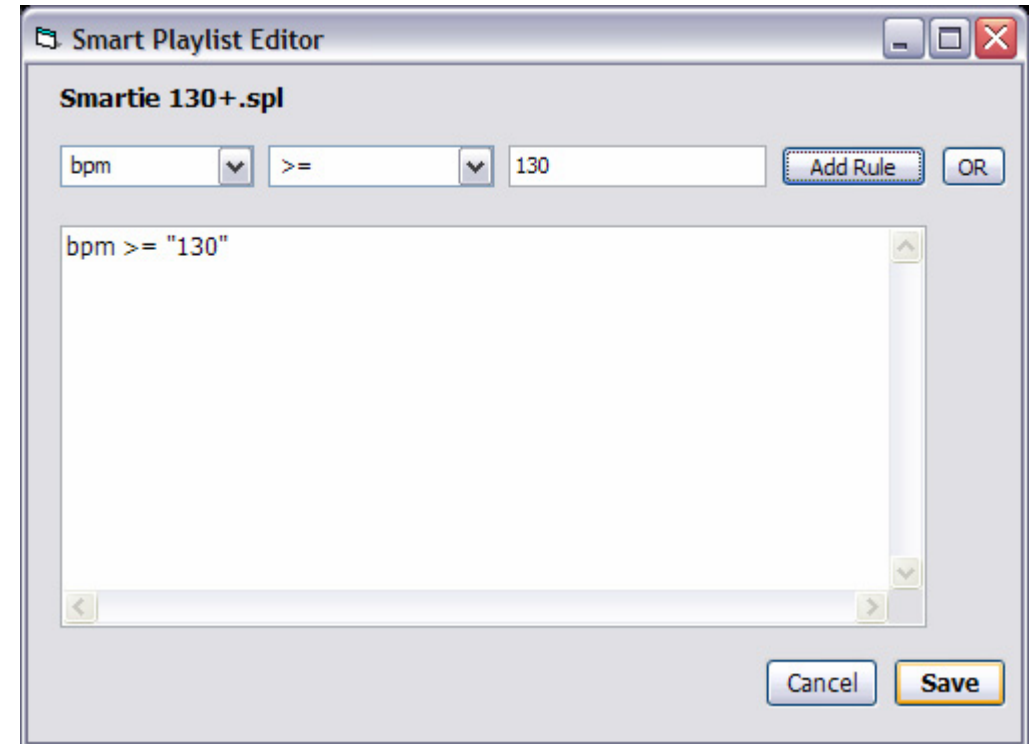 Smart Playlist Editor
Smartie 130+.spl
bpm >= 130 Add Rule OR
bpm >= "130"
Cancel Save